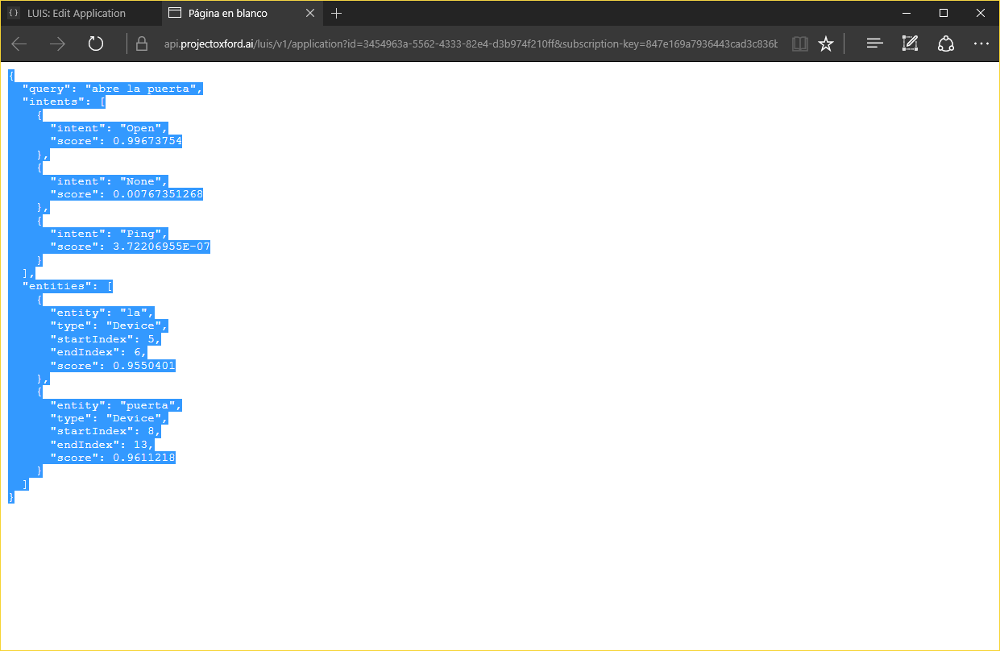 LUIS: Edit Application
Página en blanco
api.projectoxford.ai/luis/v1/application?id=3454963a-5562-4333-82e4-d3b974f210ff&subscription-key=847e169a7936443cad3c836b
{
  "query": "abre la puerta",
  "intents": [
    {
      "intent": "Open",
      "score": 0.99673754
    },
    {
      "intent": "None",
      "score": 0.00767351268
    },
    {
      "intent": "Ping",
      "score": 3.72206955E-07
    }
  ],
  "entities": [
    {
      "entity": "la",
      "type": "Device",
      "startIndex": 5,
      "endIndex": 6,
      "score": 0.9550401
    },
    {
      "entity": "puerta",
      "type": "Device",
      "startIndex": 8,
      "endIndex": 13,
      "score": 0.9611218
    }
  ]
}